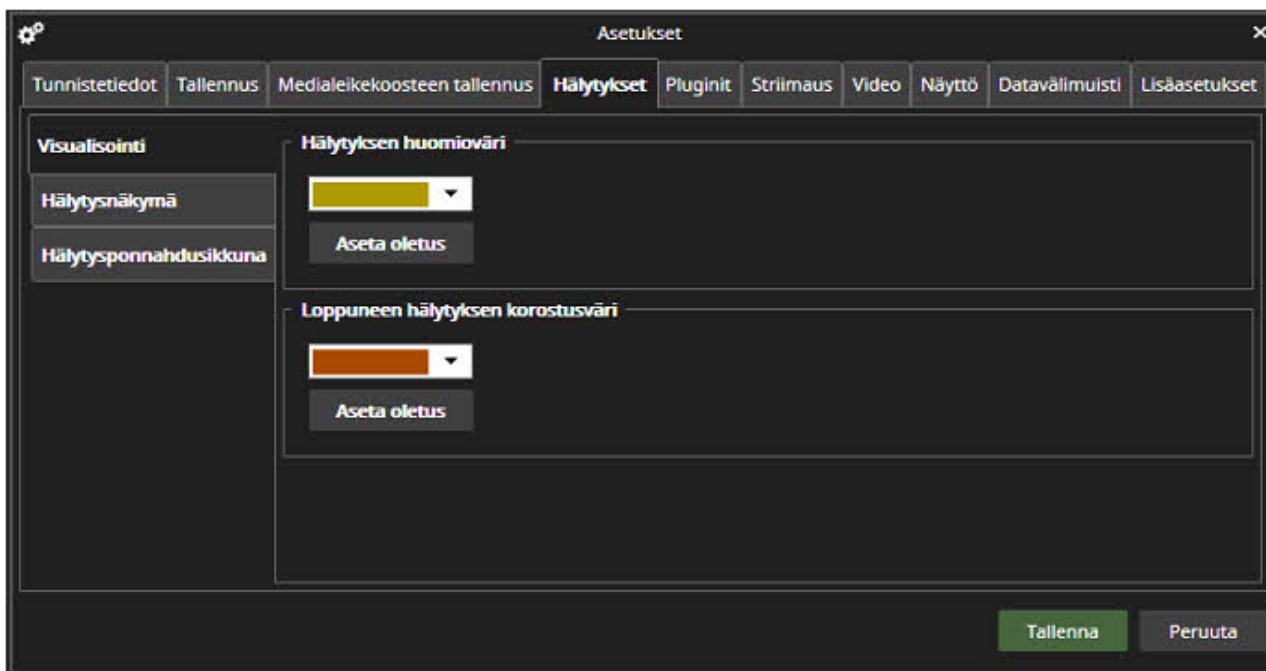 Asetukset
Tunnistetiedot Tallennus Medialeikekoosteen tallennus Hälytykset Pluginit Striimaus Video Näyttö Datavälimuisti Lisäasetukset
Visualisointi
Hälytysnäkymä
Hälytysponnahdusikkuna
Hälytyksen huomioväri
Aseta oletus
Loppuneen hälytyksen korostusväri
Aseta oletus
Tallenna Peruuta